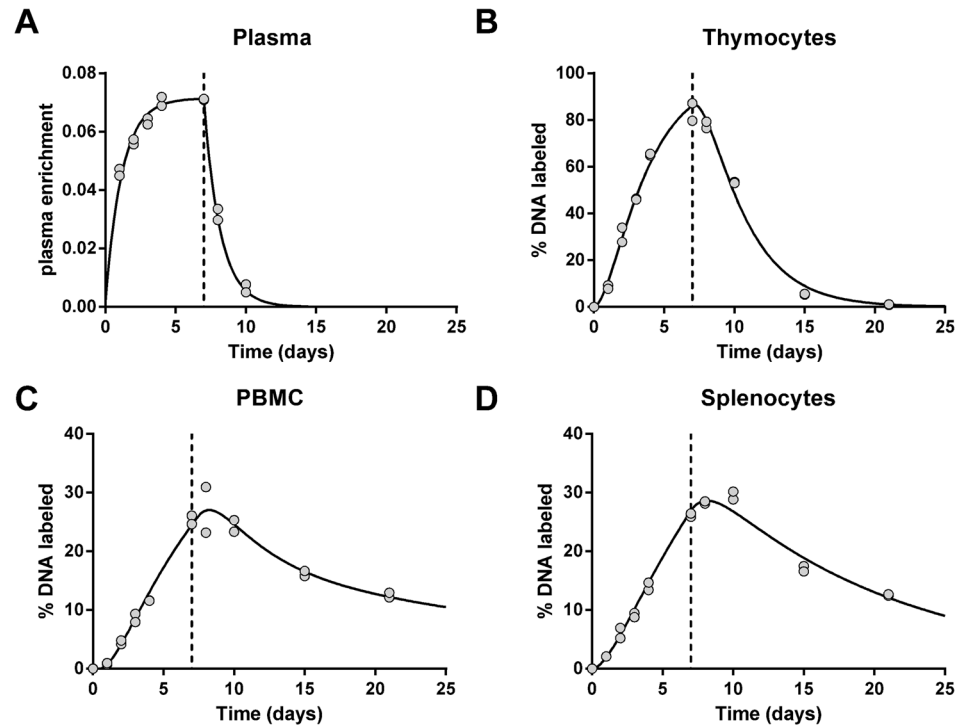 A
Plasma
plasma enrichment
0.08
0.06
0.04
0.02
0.00
0 5 10 15 20 25
Time (days)
B
Thymocytes
% DNA labeled
100
80
60
40
20
0
0 5 10 15 20 25
Time (days)
C
PBMC
% DNA labeled
40
30
20
10
0
0 5 10 15 20 25
Time (days)
D
Splenocytes
% DNA labeled
40
30
20
10
0
0 5 10 15 20 25
Time (days)